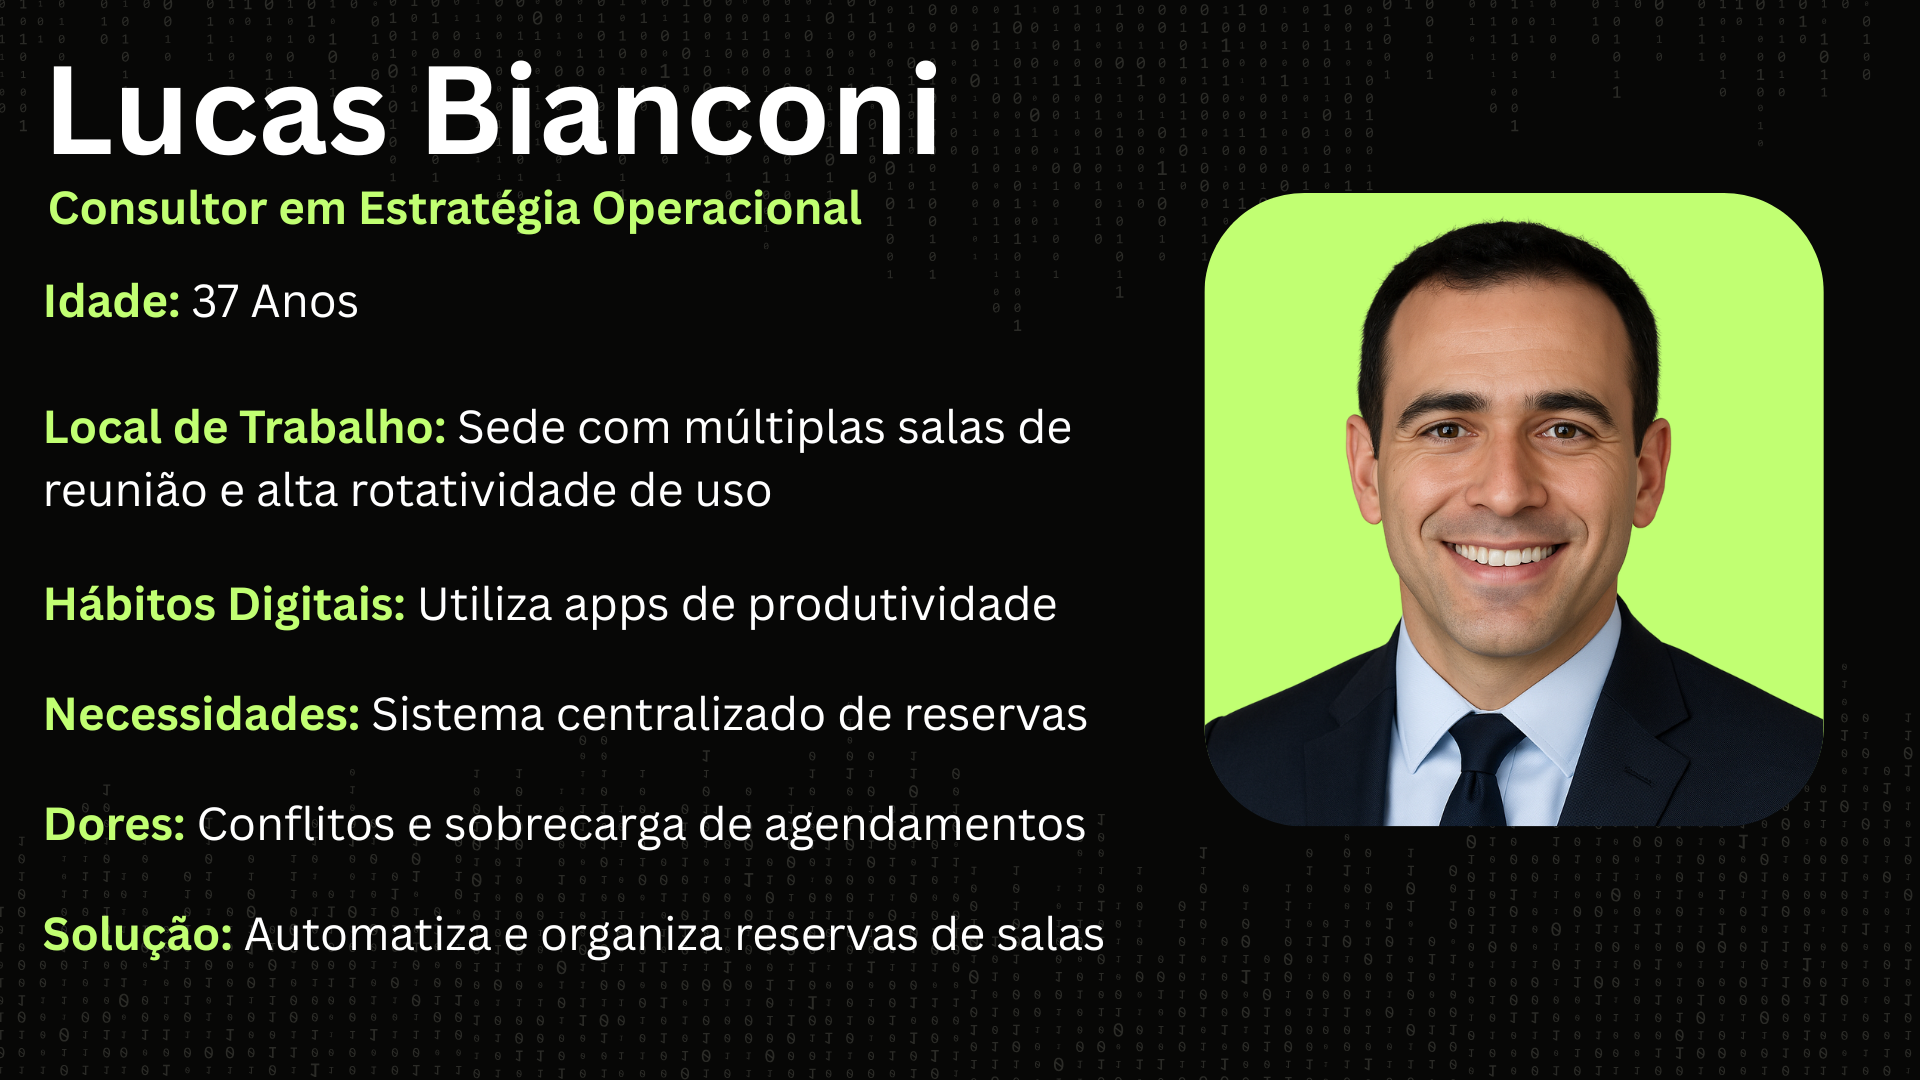 Lucas Bianconi
Consultor em Estratégia Operacional
Idade: 37 Anos
Local de Trabalho: Sede com múltiplas salas de
reunião e alta rotatividade de uso
Hábitos Digitais: Utiliza apps de produtividade
Necessidades: Sistema centralizado de reservas
Dores: Conflitos e sobrecarga de agendamentos
Solução: Automatiza e organiza reservas de salas